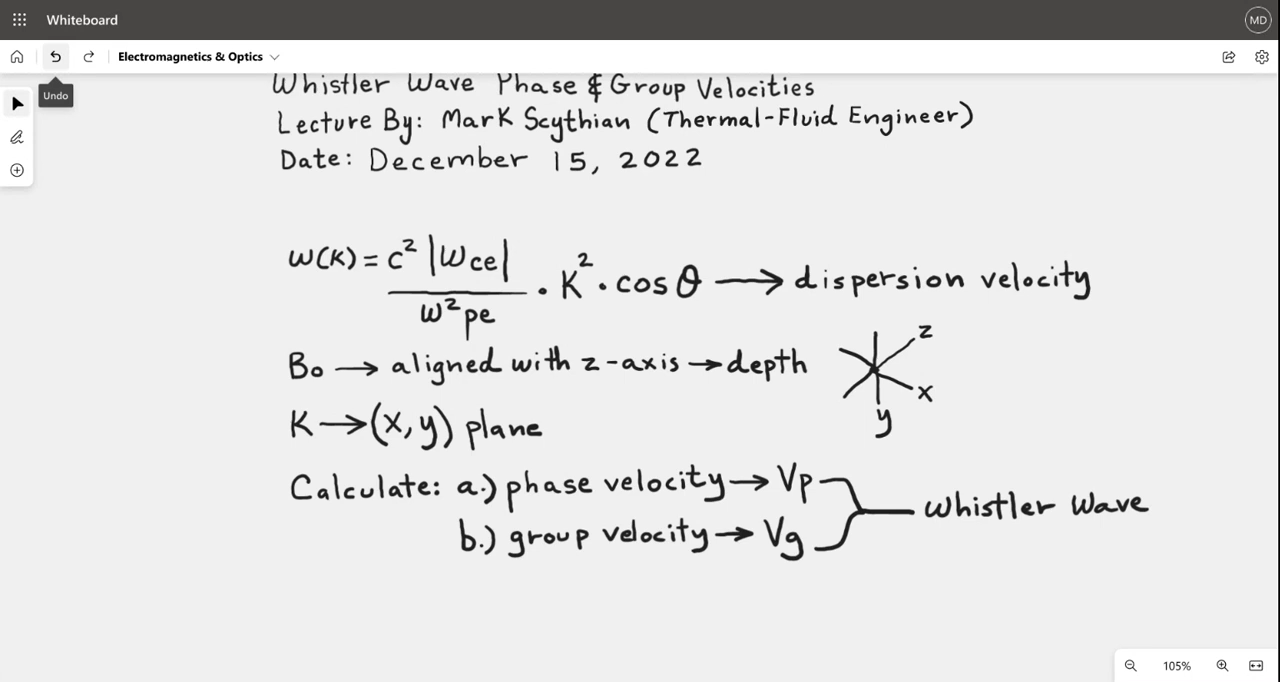 Whiteboard
MD
Electromagnetics & Optics
Undo
Whistler Wave Phase & Group Velocities
Lecture By: Mark Scythian (Thermal-Fluid Engineer)
Date: December 15, 2022
ω(K) = c² |ωce| / ω²pe · K² · cos θ → dispersion velocity
Bo → aligned with z-axis → depth
z
x
y
K → (x, y) plane
Calculate: a.) phase velocity → Vp
b.) group velocity → Vg
Whistler Wave
105%